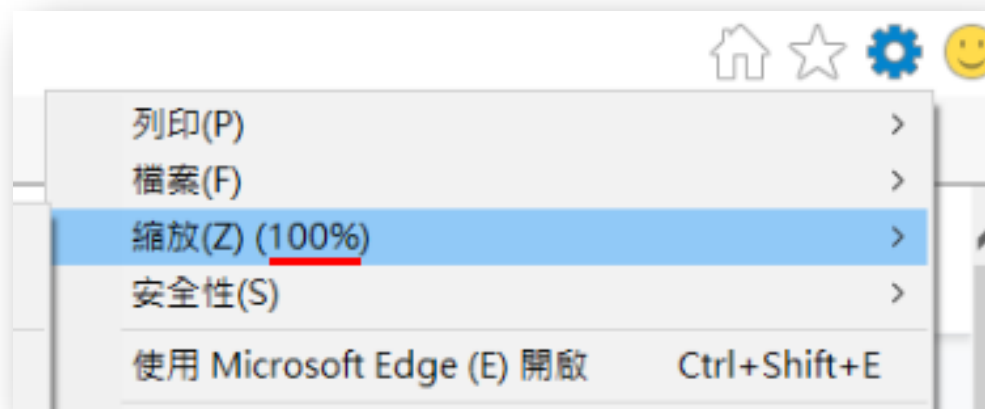 列印(P)
檔案(F)
縮放(Z) (100%)
安全性(S)
使用 Microsoft Edge (E) 開啟 Ctrl+Shift+E